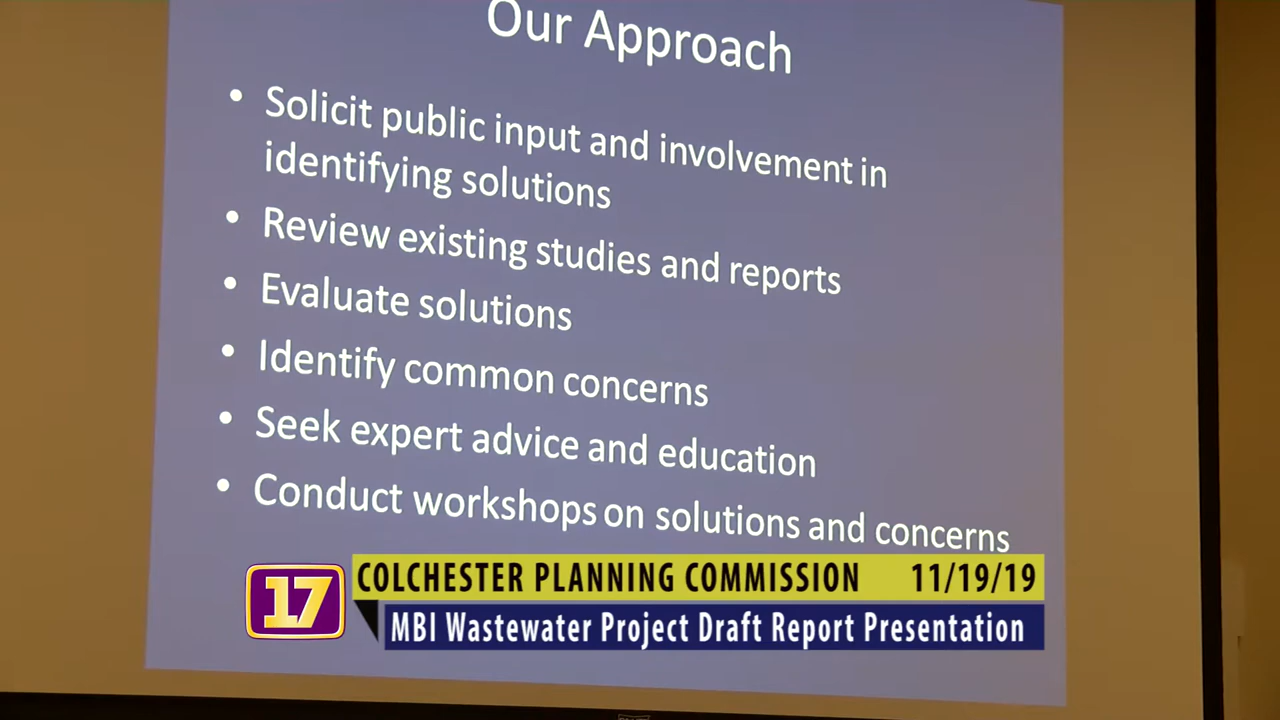 Our Approach
• Solicit public input and involvement in
identifying solutions
• Review existing studies and reports
• Evaluate solutions
• Identify common concerns
• Seek expert advice and education
• Conduct workshops on solutions and concerns
17
COLCHESTER PLANNING COMMISSION 11/19/19
MBI Wastewater Project Draft Report Presentation